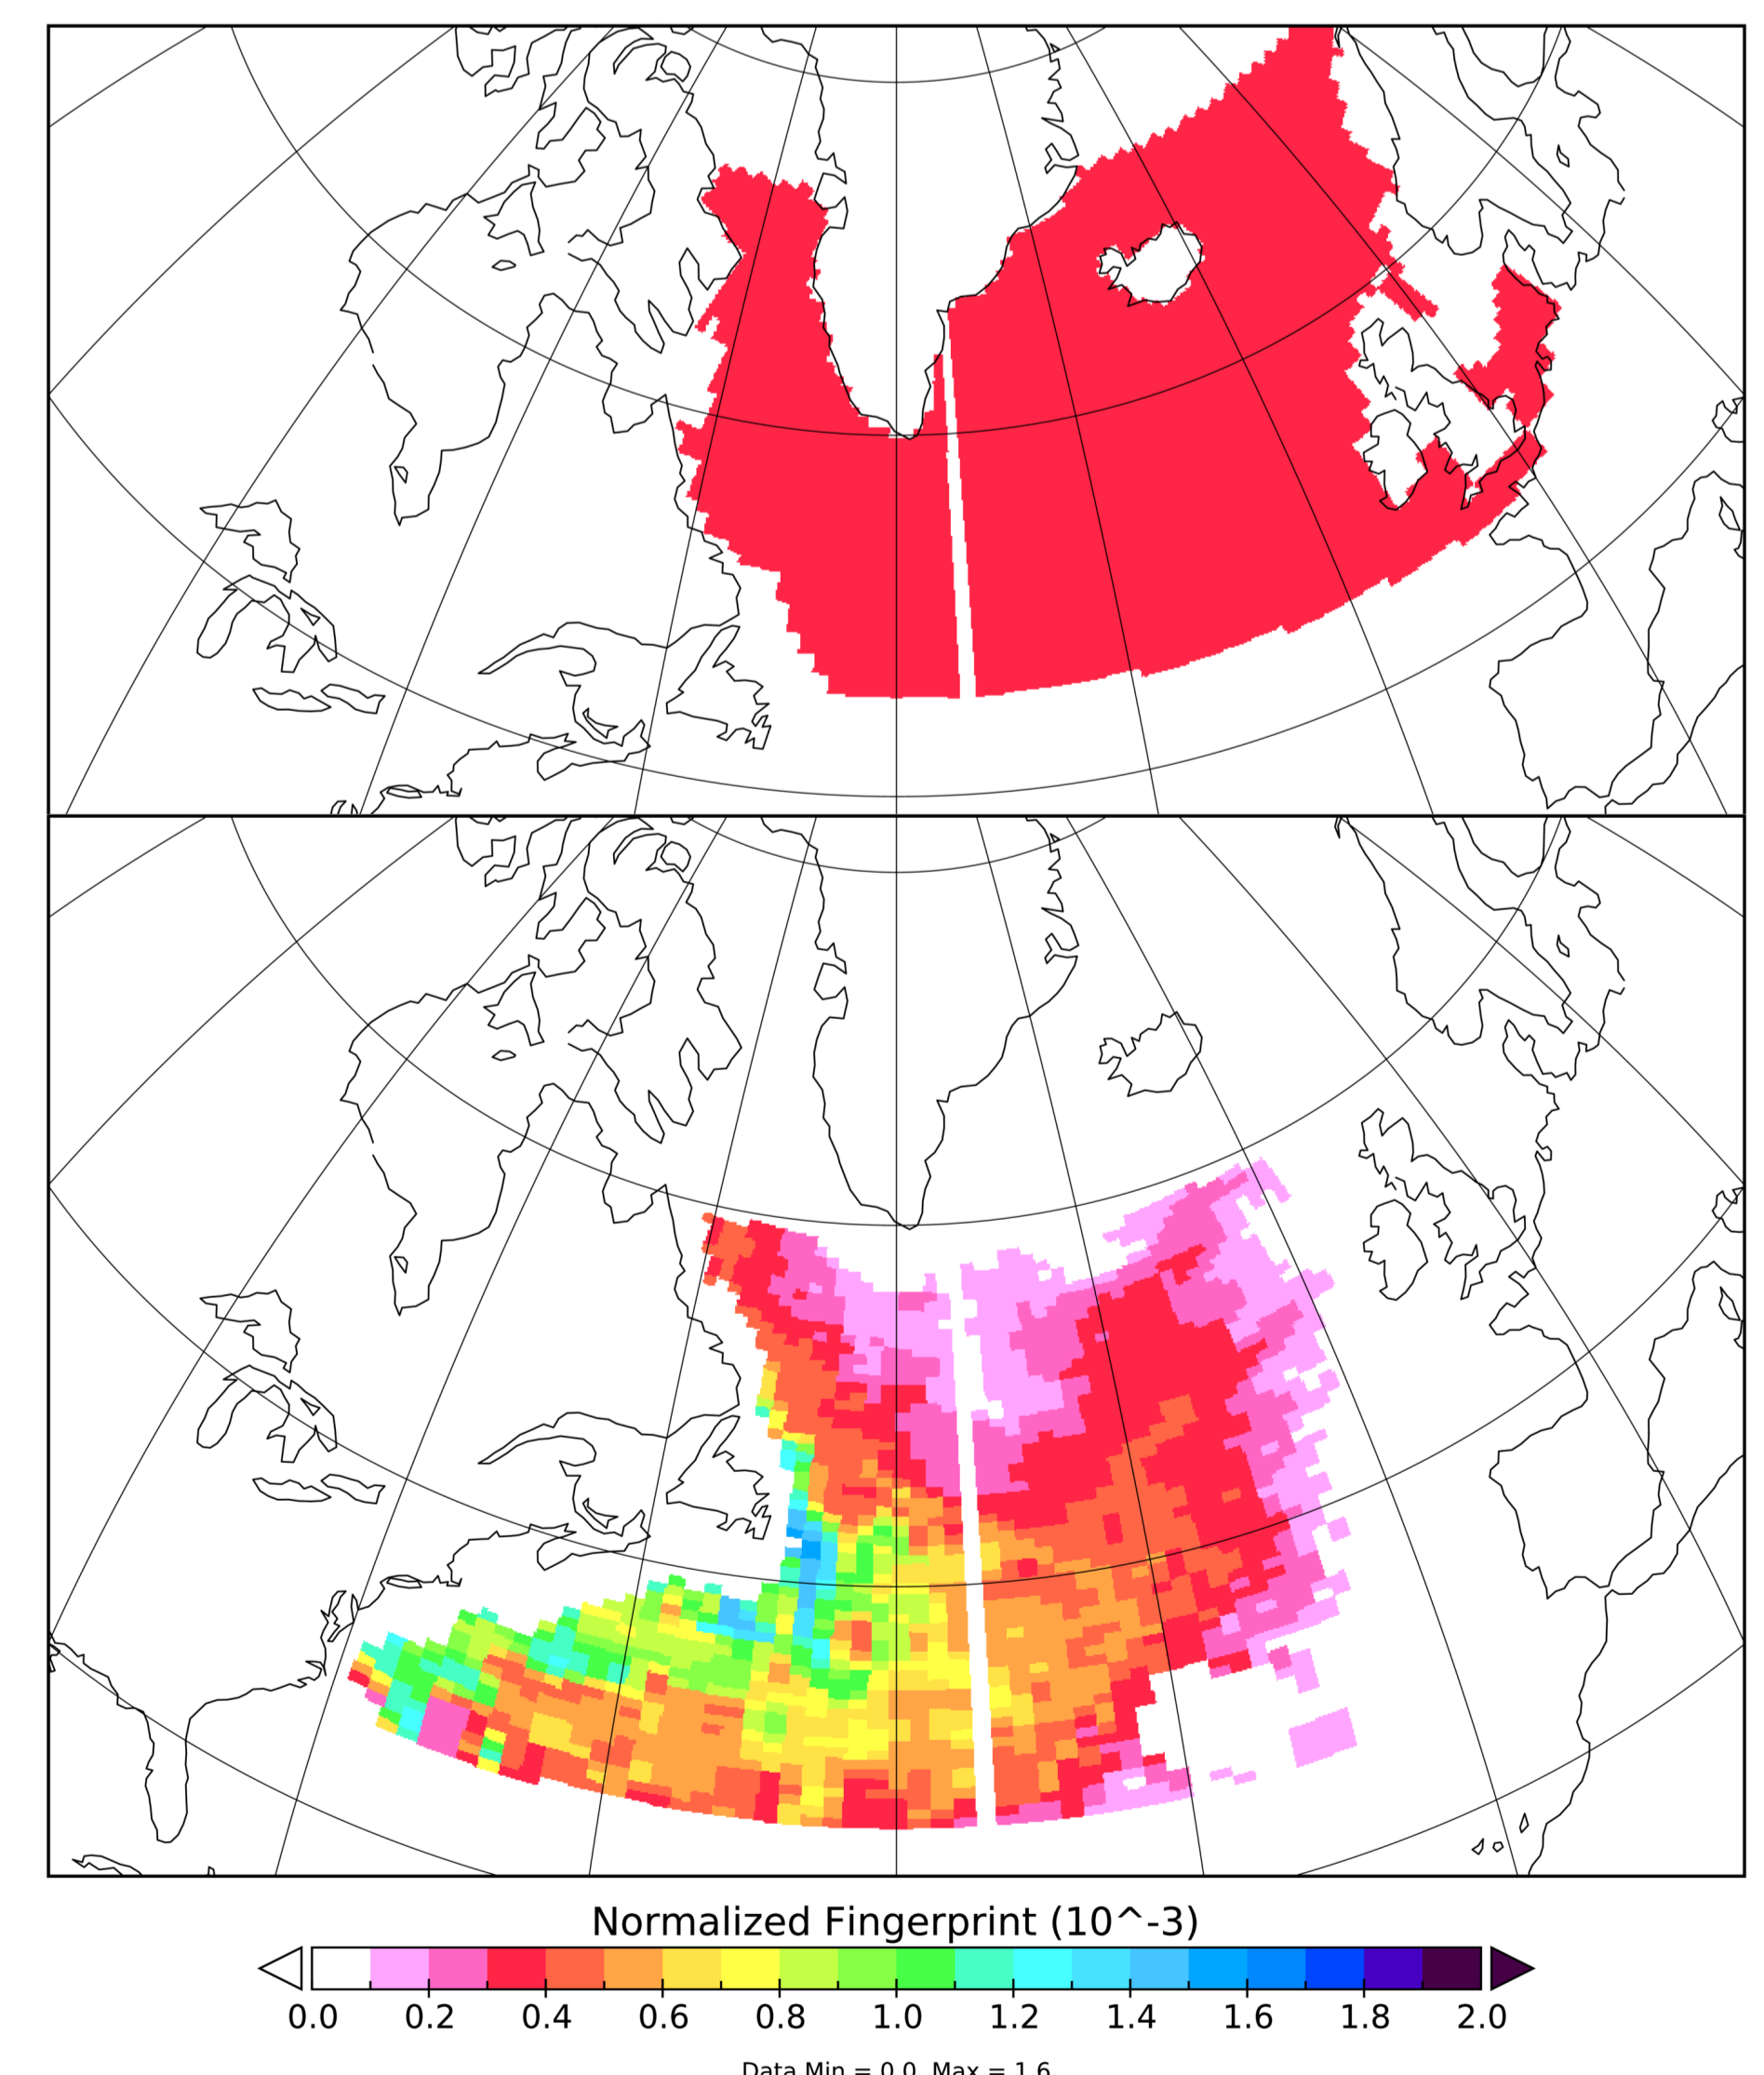 Normalized Fingerprint (10^-3)
0.0 0.2 0.4 0.6 0.8 1.0 1.2 1.4 1.6 1.8 2.0
Data Min = 0.0, Max = 1.6